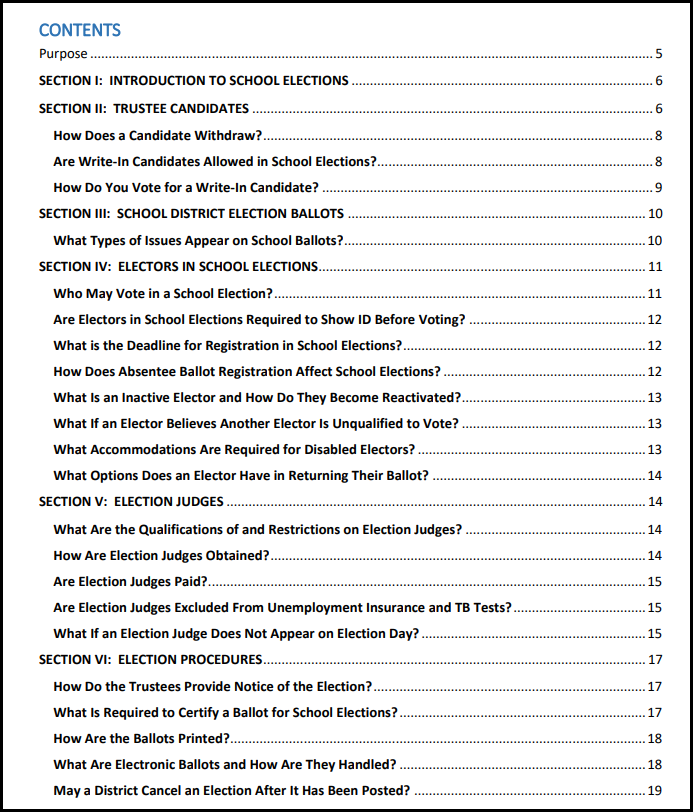 CONTENTS
Purpose ........................................................ 5
SECTION I: INTRODUCTION TO SCHOOL ELECTIONS ........................................................ 6
SECTION II: TRUSTEE CANDIDATES ........................................................ 6
How Does a Candidate Withdraw? ........................................................ 8
Are Write-In Candidates Allowed in School Elections? ........................................................ 8
How Do You Vote for a Write-In Candidate? ........................................................ 9
SECTION III: SCHOOL DISTRICT ELECTION BALLOTS ........................................................ 10
What Types of Issues Appear on School Ballots? ........................................................ 10
SECTION IV: ELECTORS IN SCHOOL ELECTIONS ........................................................ 11
Who May Vote in a School Election? ........................................................ 11
Are Electors in School Elections Required to Show ID Before Voting? ........................................................ 12
What is the Deadline for Registration in School Elections? ........................................................ 12
How Does Absentee Ballot Registration Affect School Elections? ........................................................ 12
What Is an Inactive Elector and How Do They Become Reactivated? ........................................................ 13
What If an Elector Believes Another Elector Is Unqualified to Vote? ........................................................ 13
What Accommodations Are Required for Disabled Electors? ........................................................ 13
What Options Does an Elector Have in Returning Their Ballot? ........................................................ 14
SECTION V: ELECTION JUDGES ........................................................ 14
What Are the Qualifications of and Restrictions on Election Judges? ........................................................ 14
How Are Election Judges Obtained? ........................................................ 14
Are Election Judges Paid? ........................................................ 15
Are Election Judges Excluded From Unemployment Insurance and TB Tests? ........................................................ 15
What If an Election Judge Does Not Appear on Election Day? ........................................................ 15
SECTION VI: ELECTION PROCEDURES ........................................................ 17
How Do the Trustees Provide Notice of the Election? ........................................................ 17
What Is Required to Certify a Ballot for School Elections? ........................................................ 17
How Are the Ballots Printed? ........................................................ 18
What Are Electronic Ballots and How Are They Handled? ........................................................ 18
May a District Cancel an Election After It Has Been Posted? ........................................................ 19